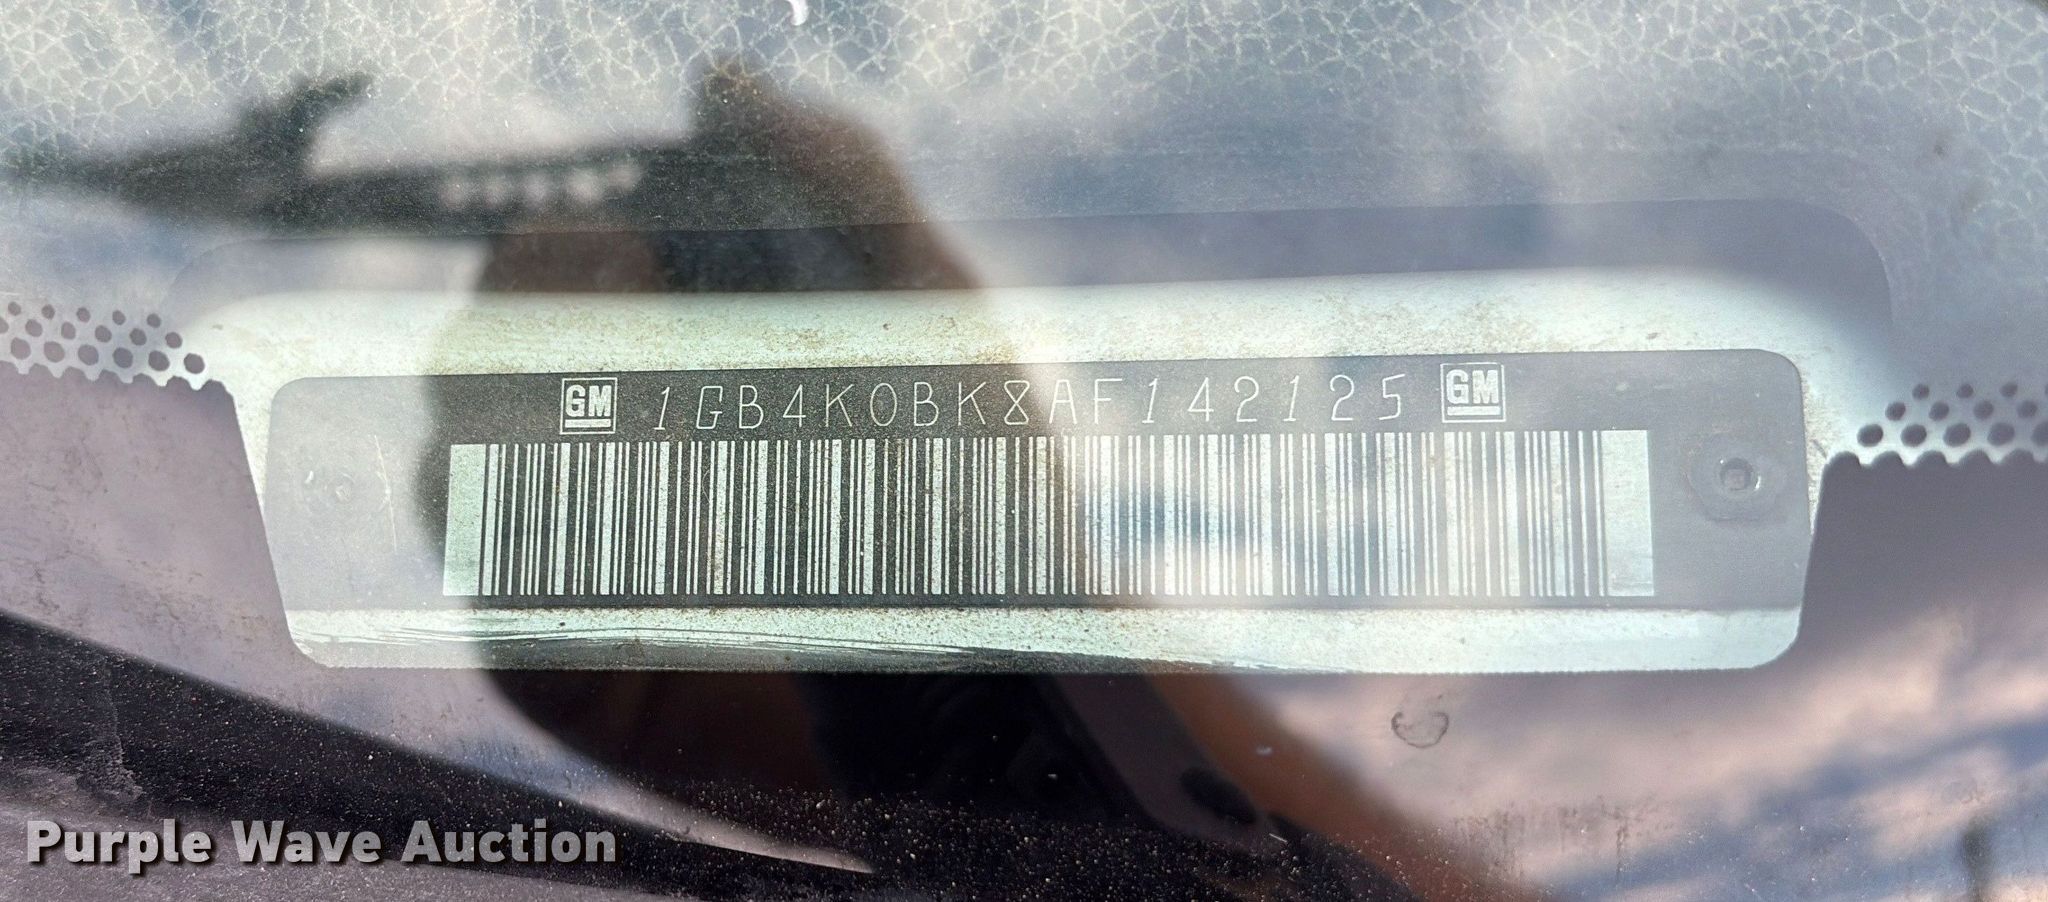 GM 1GB4K0BK8AF142125 GM
Purple Wave Auction